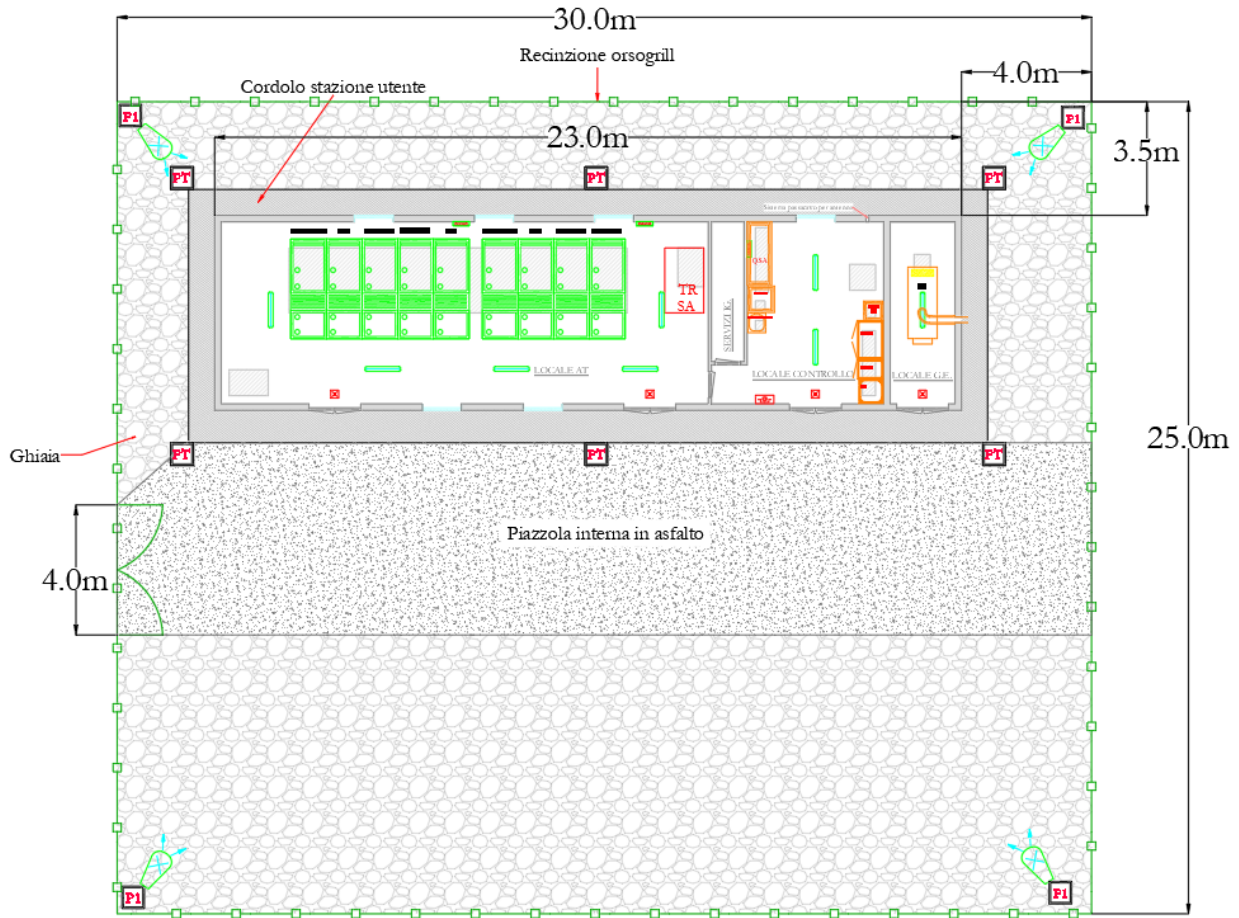 30.0m
Recinzione orsogrill
4.0m
Cordolo stazione utente
P1
P1
23.0m
3.5m
PT
PT
PT
QSA
TR
SA
SERVIZI IG.
LOCALE AT
LOCALE CONTROLLO
LOCALE G.E.
25.0m
Ghiaia
PT
PT
PT
Piazzola interna in asfalto
4.0m
P1
P1